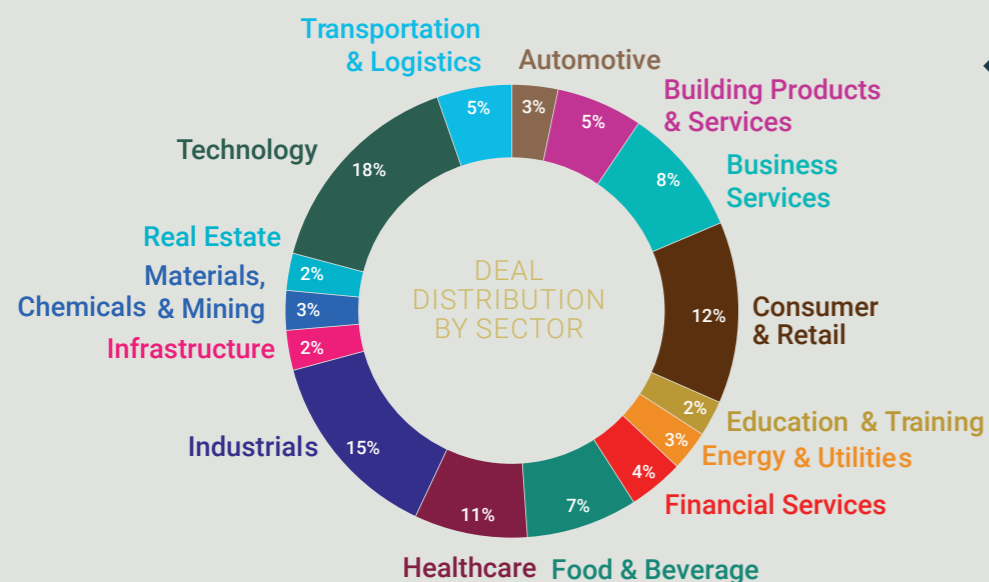 Transportation
& Logistics
5%
Automotive
3%
Building Products
& Services
5%
Business
Services
8%
Consumer
& Retail
12%
Education & Training
2%
Energy & Utilities
3%
Financial Services
4%
Food & Beverage
7%
Healthcare
11%
Industrials
15%
Infrastructure
2%
Materials,
Chemicals & Mining
3%
Real Estate
2%
Technology
18%
DEAL
DISTRIBUTION
BY SECTOR